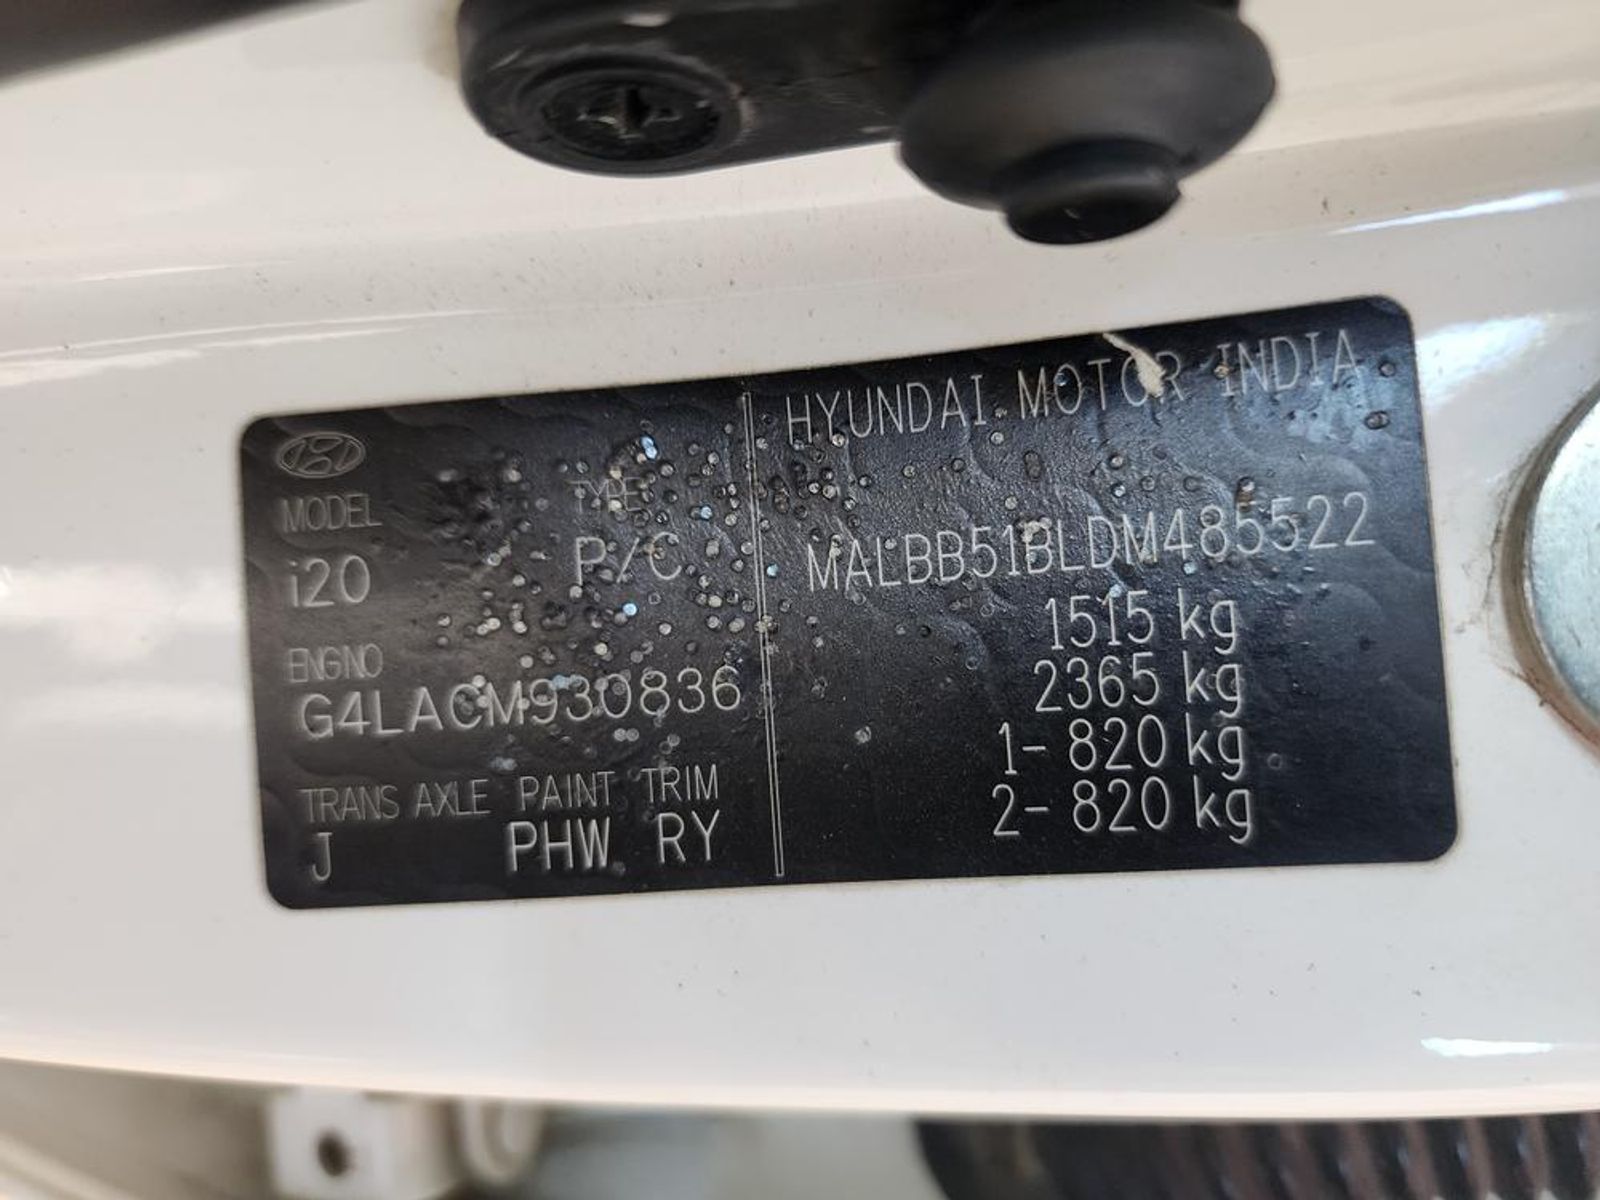 HYUNDAI MOTOR INDIA
MODEL TYPE
i20 P/C
MALBB51BLDM485522
ENGNO
G4LACM930836
1515 kg
2365 kg
1- 820 kg
2- 820 kg
TRANS AXLE PAINT TRIM
J PHW RY